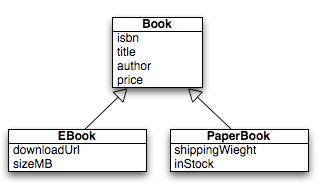 Book
isbn
title
author
price
EBook
downloadUrl
sizeMB
PaperBook
shippingWieght
inStock